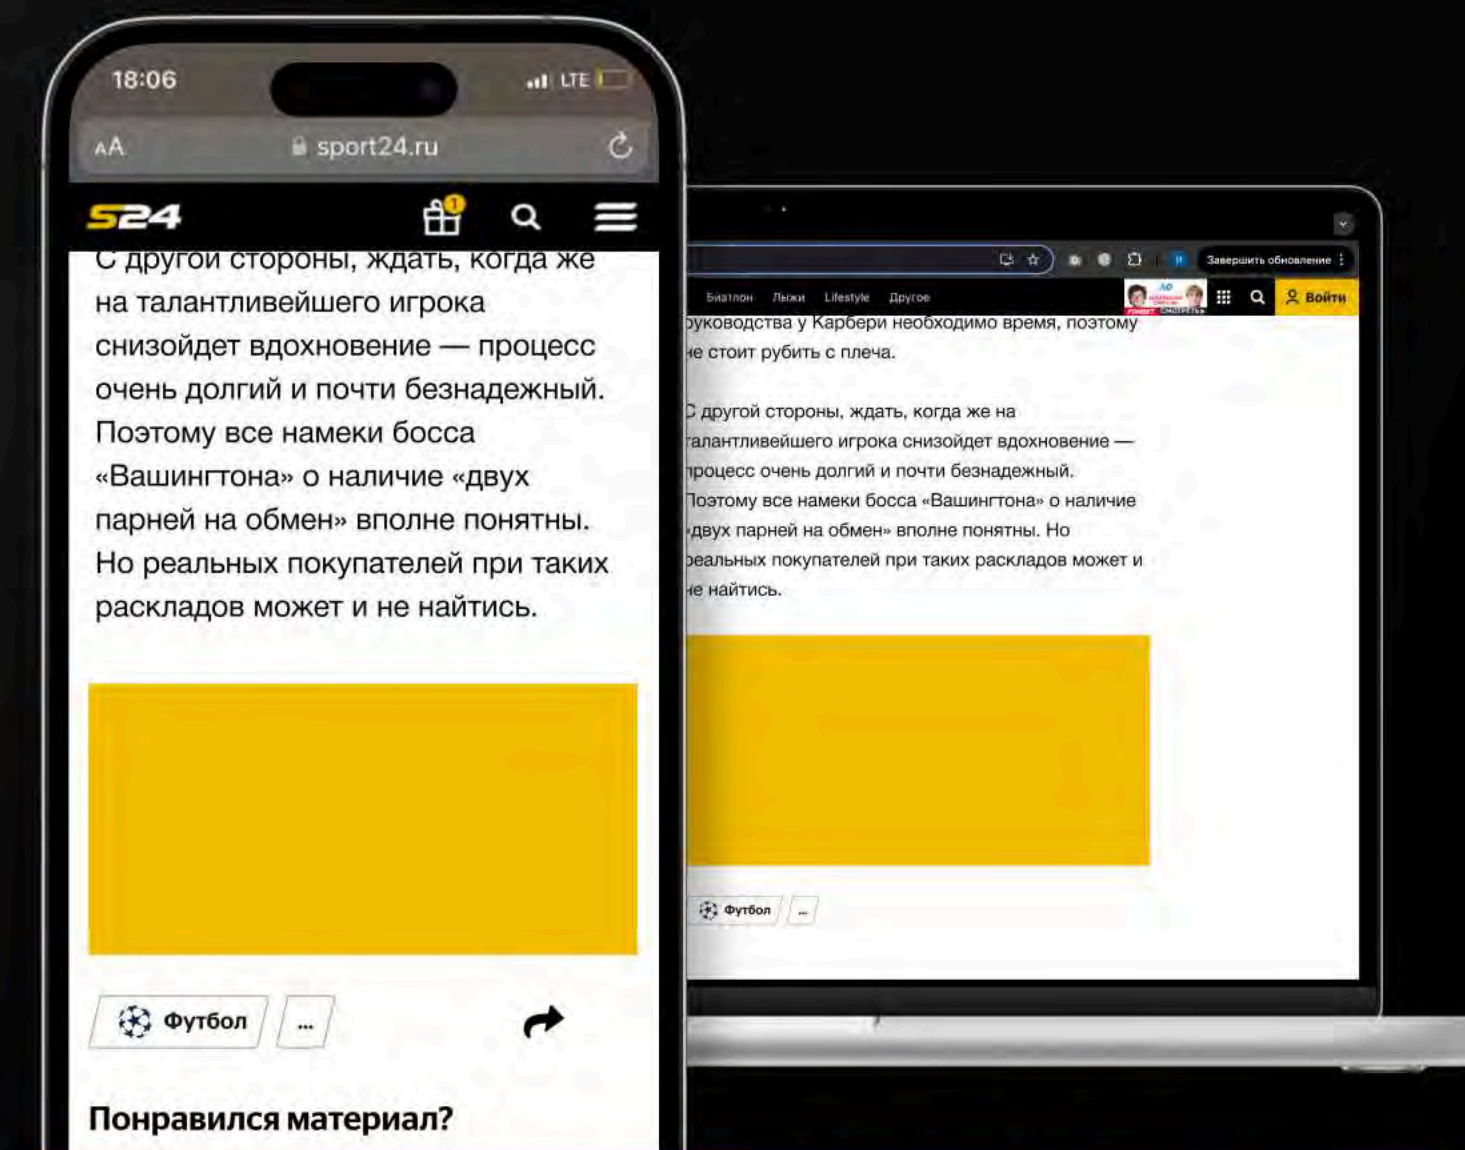 18:06
LTE
AA
sport24.ru
S24
1
С другой стороны, ждать, когда же
на талантливейшего игрока
снизойдет вдохновение — процесс
очень долгий и почти безнадежный.
Поэтому все намеки босса
«Вашингтона» о наличие «двух
парней на обмен» вполне понятны.
Но реальных покупателей при таких
раскладов может и не найтись.
Футбол
...
Понравился материал?
Завершить обновление
Биатлон Лыжи Lifestyle Другое
СМОТРЕТЬ
Войти
руководства у Карбери необходимо время, поэтому
не стоит рубить с плеча.
С другой стороны, ждать, когда же на
талантливейшего игрока снизойдет вдохновение —
процесс очень долгий и почти безнадежный.
Поэтому все намеки босса «Вашингтона» о наличие
«двух парней на обмен» вполне понятны. Но
реальных покупателей при таких раскладов может и
не найтись.
Футбол
...